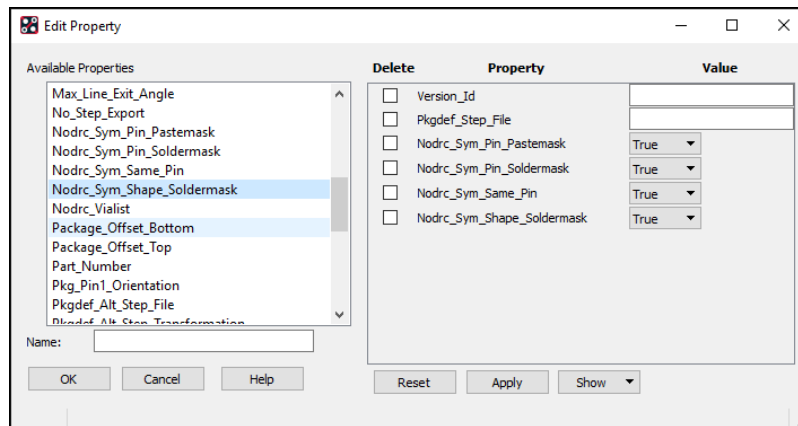 Edit Property
Available Properties
Max_Line_Exit_Angle
No_Step_Export
Nodrc_Sym_Pin_Pastemask
Nodrc_Sym_Pin_Soldermask
Nodrc_Sym_Same_Pin
Nodrc_Sym_Shape_Soldermask
Nodrc_Vialist
Package_Offset_Bottom
Package_Offset_Top
Part_Number
Pkg_Pin1_Orientation
Pkgdef_Alt_Step_File
Pkgdef_Alt_Step_Transformation
Name:
OK Cancel Help
Delete Property Value
Version_Id
Pkgdef_Step_File
Nodrc_Sym_Pin_Pastemask True
Nodrc_Sym_Pin_Soldermask True
Nodrc_Sym_Same_Pin True
Nodrc_Sym_Shape_Soldermask True
Reset Apply Show